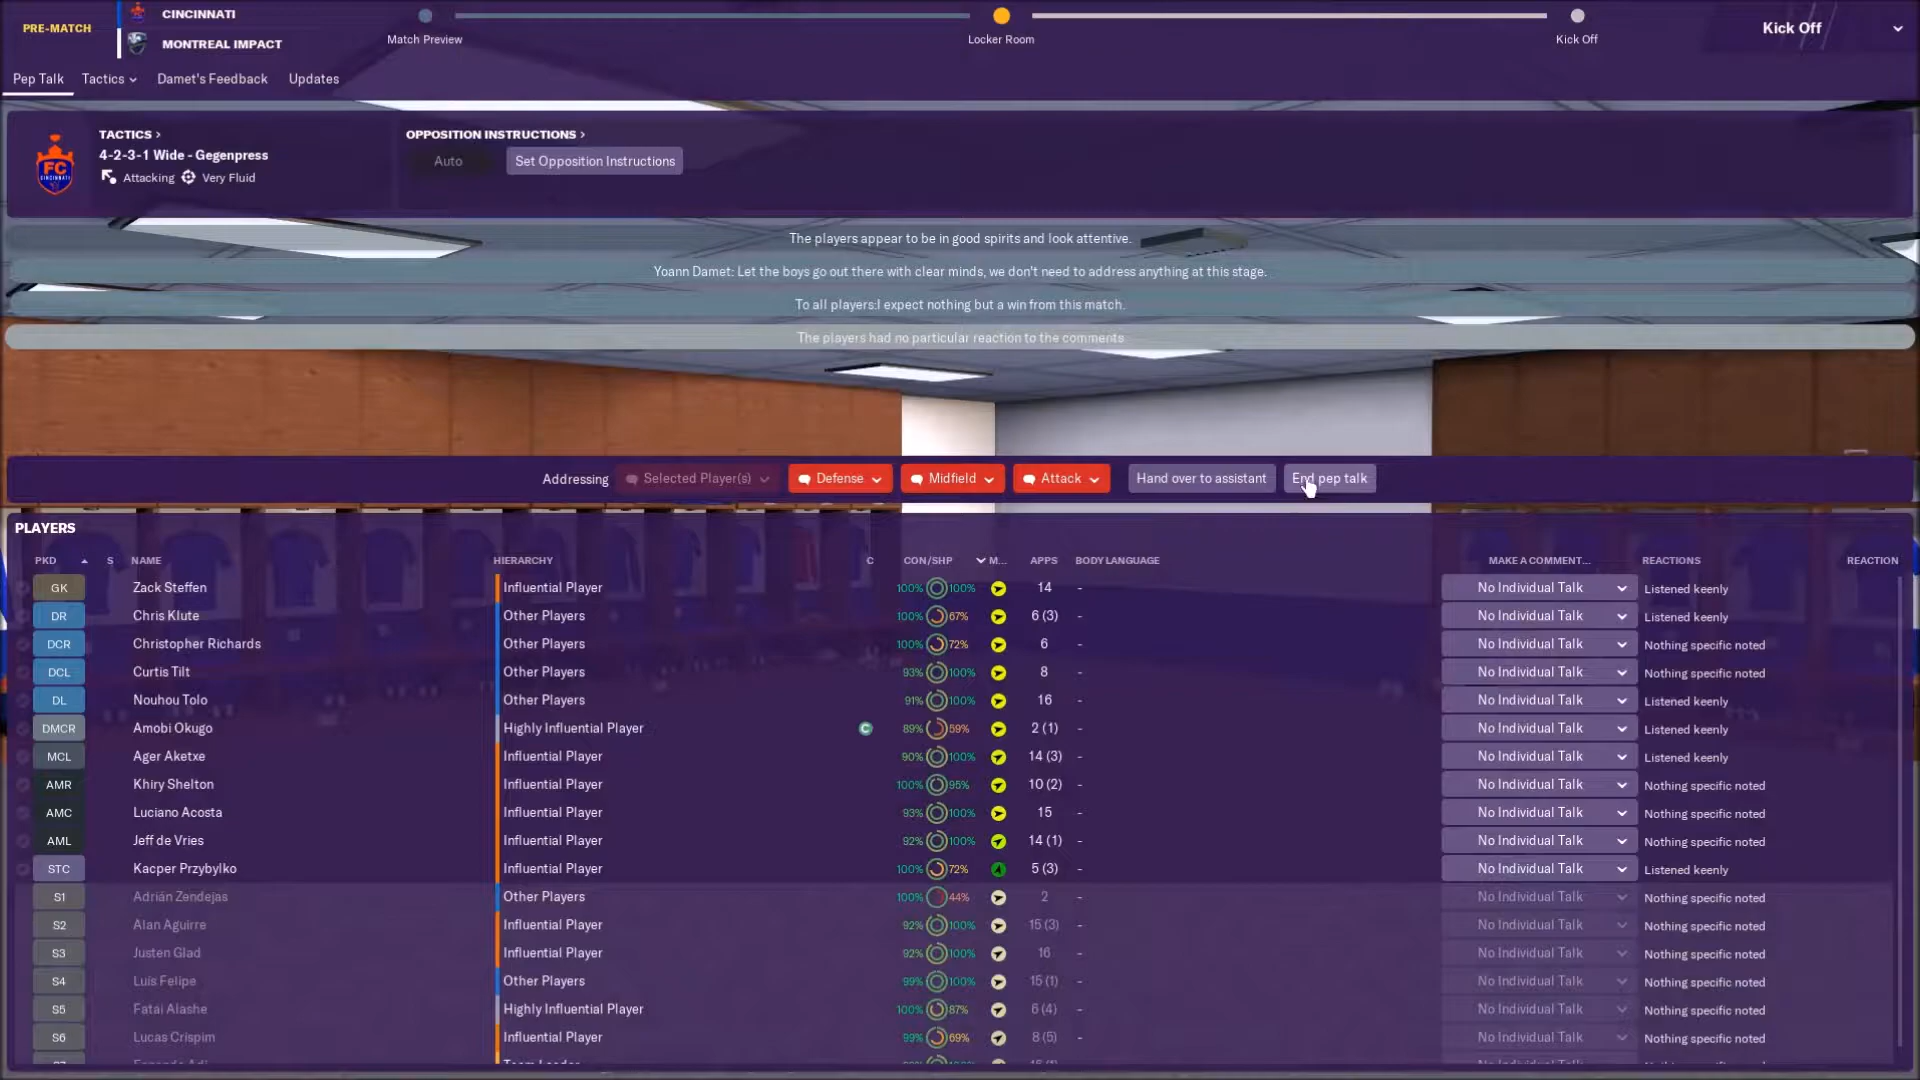 PRE-MATCH
CINCINNATI
MONTREAL IMPACT
Match Preview
Locker Room
Kick Off
Kick Off
Pep Talk
Tactics
Damet's Feedback
Updates
FC
CINCINNATI
TACTICS >
4-2-3-1 Wide - Gegenpress
Attacking Very Fluid
OPPOSITION INSTRUCTIONS >
Auto Set Opposition Instructions
The players appear to be in good spirits and look attentive.
Yoann Damet: Let the boys go out there with clear minds, we don't need to address anything at this stage.
To all players:I expect nothing but a win from this match.
The players had no particular reaction to the comments
Addressing Selected Player(s) Defense Midfield Attack Hand over to assistant End pep talk
PLAYERS
PKD S NAME HIERARCHY C CON/SHP M... APPS BODY LANGUAGE MAKE A COMMENT... REACTIONS REACTION
GK Zack Steffen Influential Player 100% 100% 14 - No Individual Talk Listened keenly
DR Chris Klute Other Players 100% 67% 6 (3) - No Individual Talk Listened keenly
DCR Christopher Richards Other Players 100% 72% 6 - No Individual Talk Nothing specific noted
DCL Curtis Tilt Other Players 93% 100% 8 - No Individual Talk Nothing specific noted
DL Nouhou Tolo Other Players 91% 100% 16 - No Individual Talk Listened keenly
DMCR Amobi Okugo Highly Influential Player C 89% 59% 2 (1) - No Individual Talk Listened keenly
MCL Ager Aketxe Influential Player 90% 100% 14 (3) - No Individual Talk Listened keenly
AMR Khiry Shelton Influential Player 100% 95% 10 (2) - No Individual Talk Nothing specific noted
AMC Luciano Acosta Influential Player 93% 100% 15 - No Individual Talk Nothing specific noted
AML Jeff de Vries Influential Player 92% 100% 14 (1) - No Individual Talk Nothing specific noted
STC Kacper Przybylko Influential Player 100% 72% 5 (3) - No Individual Talk Listened keenly
S1 Adrián Zendejas Other Players 100% 44% 2 - No Individual Talk Nothing specific noted
S2 Alan Aguirre Influential Player 92% 100% 15 (3) - No Individual Talk Nothing specific noted
S3 Justen Glad Influential Player 92% 100% 16 - No Individual Talk Nothing specific noted
S4 Luis Felipe Other Players 99% 100% 15 (1) - No Individual Talk Nothing specific noted
S5 Fatai Alashe Highly Influential Player 100% 87% 6 (4) - No Individual Talk Nothing specific noted
S6 Lucas Crispim Influential Player 99% 69% 8 (5) - No Individual Talk Nothing specific noted
Team Leader